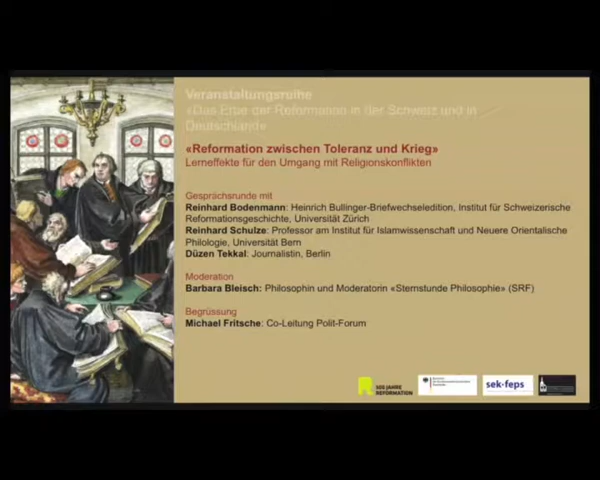 Veranstaltungsreihe
«Das Erbe der Reformation in der Schweiz und in
Deutschland»
«Reformation zwischen Toleranz und Krieg»
Lerneffekte für den Umgang mit Religionskonflikten
Gesprächsrunde mit
Reinhard Bodenmann: Heinrich Bullinger-Briefwechseledition, Institut für Schweizerische
Reformationsgeschichte, Universität Zürich
Reinhard Schulze: Professor am Institut für Islamwissenschaft und Neuere Orientalische
Philologie, Universität Bern
Düzen Tekkal: Journalistin, Berlin
Moderation
Barbara Bleisch: Philosophin und Moderatorin «Sternstunde Philosophie» (SRF)
Begrüssung
Michael Fritsche: Co-Leitung Polit-Forum
500 JAHRE
REFORMATION
sek·feps